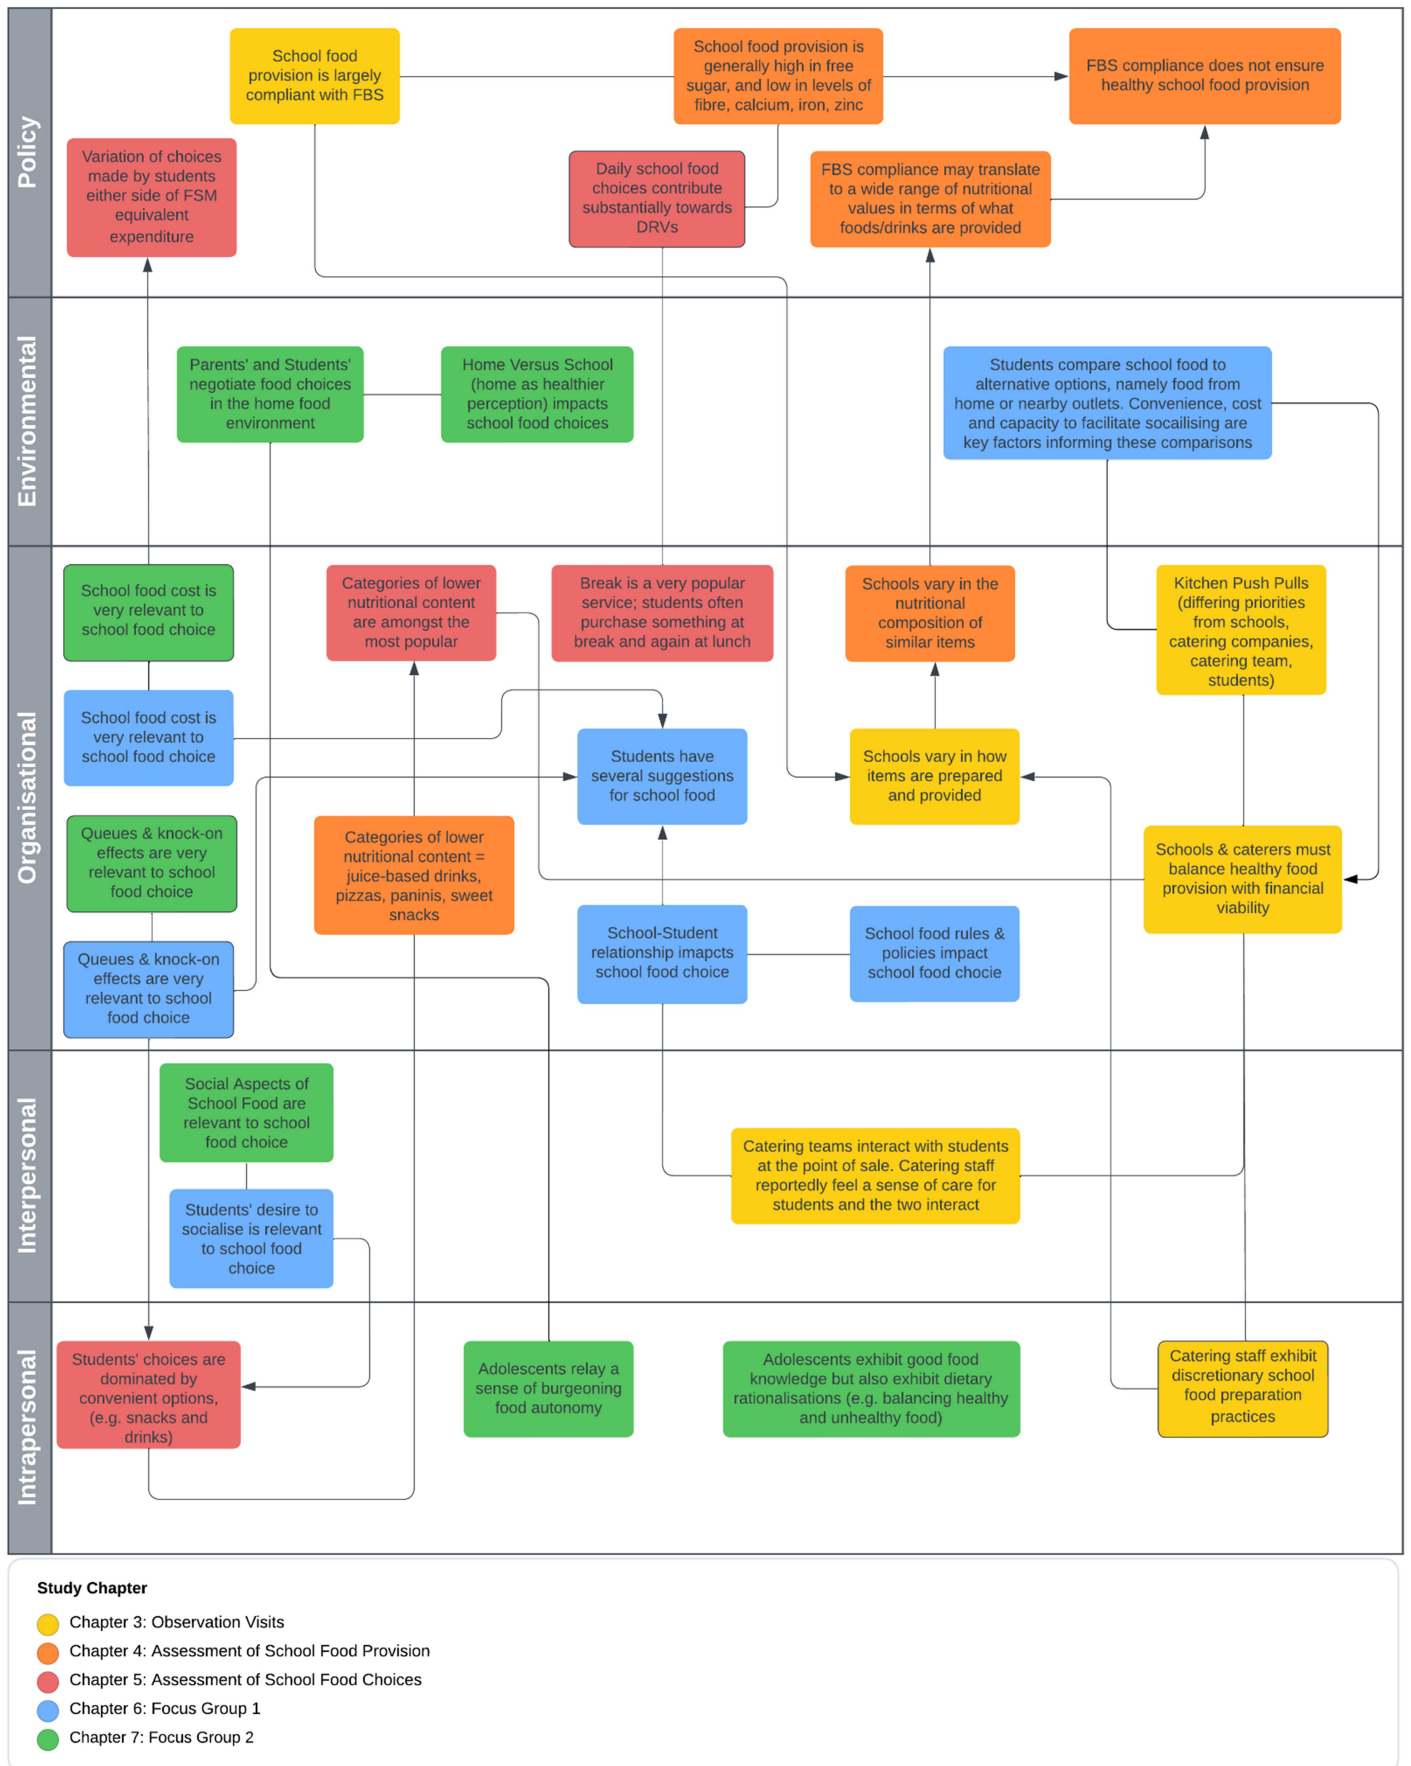 Policy
School food
provision is largely
compliant with FBS
School food provision is
generally high in free
sugar, and low in levels of
fibre, calcium, iron, zinc
FBS compliance does not ensure
healthy school food provision
Variation of choices
made by students
either side of FSM
equivalent
expenditure
Daily school food
choices contribute
substantially towards
DRVs
FBS compliance may translate
to a wide range of nutritional
values in terms of what
foods/drinks are provided
Environmental
Parents' and Students'
negotiate food choices
in the home food
environment
Home Versus School
(home as healthier
perception) impacts
school food choices
Students compare school food to
alternative options, namely food from
home or nearby outlets. Convenience, cost
and capacity to facilitate socailising are
key factors informing these comparisons
Organisational
School food cost is
very relevant to
school food choice
Categories of lower
nutritional content
are amongst the
most popular
Break is a very popular
service; students often
purchase something at
break and again at lunch
Schools vary in the
nutritional
composition of
similar items
Kitchen Push Pulls
(differing priorities
from schools,
catering companies,
catering team,
students)
School food cost is
very relevant to
school food choice
Students have
several suggestions
for school food
Schools vary in how
items are prepared
and provided
Queues & knock-on
effects are very
relevant to school
food choice
Categories of lower
nutritional content =
juice-based drinks,
pizzas, paninis, sweet
snacks
Schools & caterers must
balance healthy food
provision with financial
viability
Queues & knock-on
effects are very
relevant to school
food choice
School-Student
relationship imapcts
school food choice
School food rules &
policies impact
school food chocie
Interpersonal
Social Aspects of
School Food are
relevant to school
food choice
Catering teams interact with students
at the point of sale. Catering staff
reportedly feel a sense of care for
students and the two interact
Students' desire to
socialise is relevant
to school food
choice
Intrapersonal
Students' choices are
dominated by
convenient options,
(e.g. snacks and
drinks)
Adolescents relay a
sense of burgeoning
food autonomy
Adolescents exhibit good food
knowledge but also exhibit dietary
rationalisations (e.g. balancing healthy
and unhealthy food)
Catering staff exhibit
discretionary school
food preparation
practices
Study Chapter
Chapter 3: Observation Visits
Chapter 4: Assessment of School Food Provision
Chapter 5: Assessment of School Food Choices
Chapter 6: Focus Group 1
Chapter 7: Focus Group 2